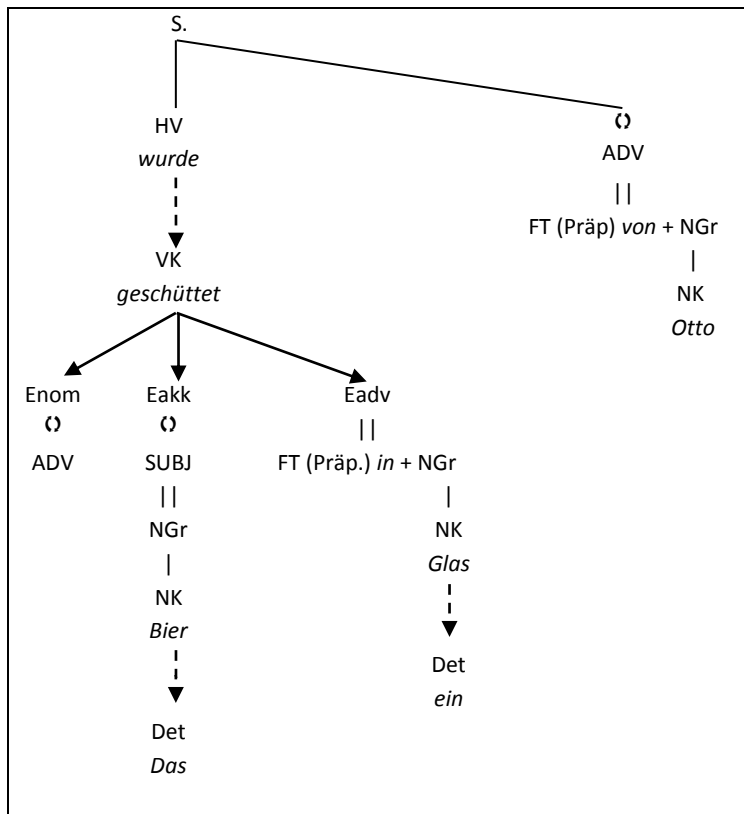 S.
HV
wurde
ADV
| |
FT (Präp) von + NGr
|
VK
geschüttet
NK
Otto
Enom Eakk Eadv
| |
ADV SUBJ FT (Präp.) in + NGr
| | |
NGr NK
| Glas
NK
Bier
Det
ein
Det
Das